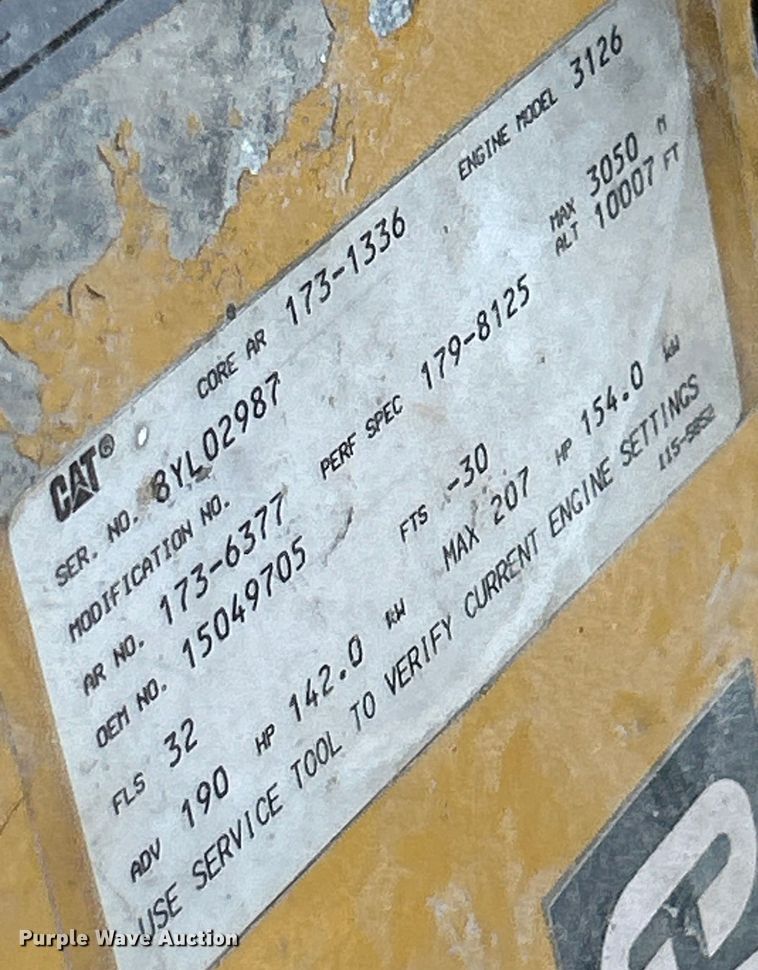 CAT® CORE AR 173-1336 ENGINE MODEL 3126
SER. NO. 8YL02987
MODIFICATION NO. PERF SPEC 179-8125 MAX ALT 3050 M 10007 FT
AR NO. 173-6377
OEM NO. 15049705
FLS 32 FTS -30
ADV 190 HP 142.0 KW MAX 207 HP 154.0 KW
USE SERVICE TOOL TO VERIFY CURRENT ENGINE SETTINGS
Purple Wave Auction